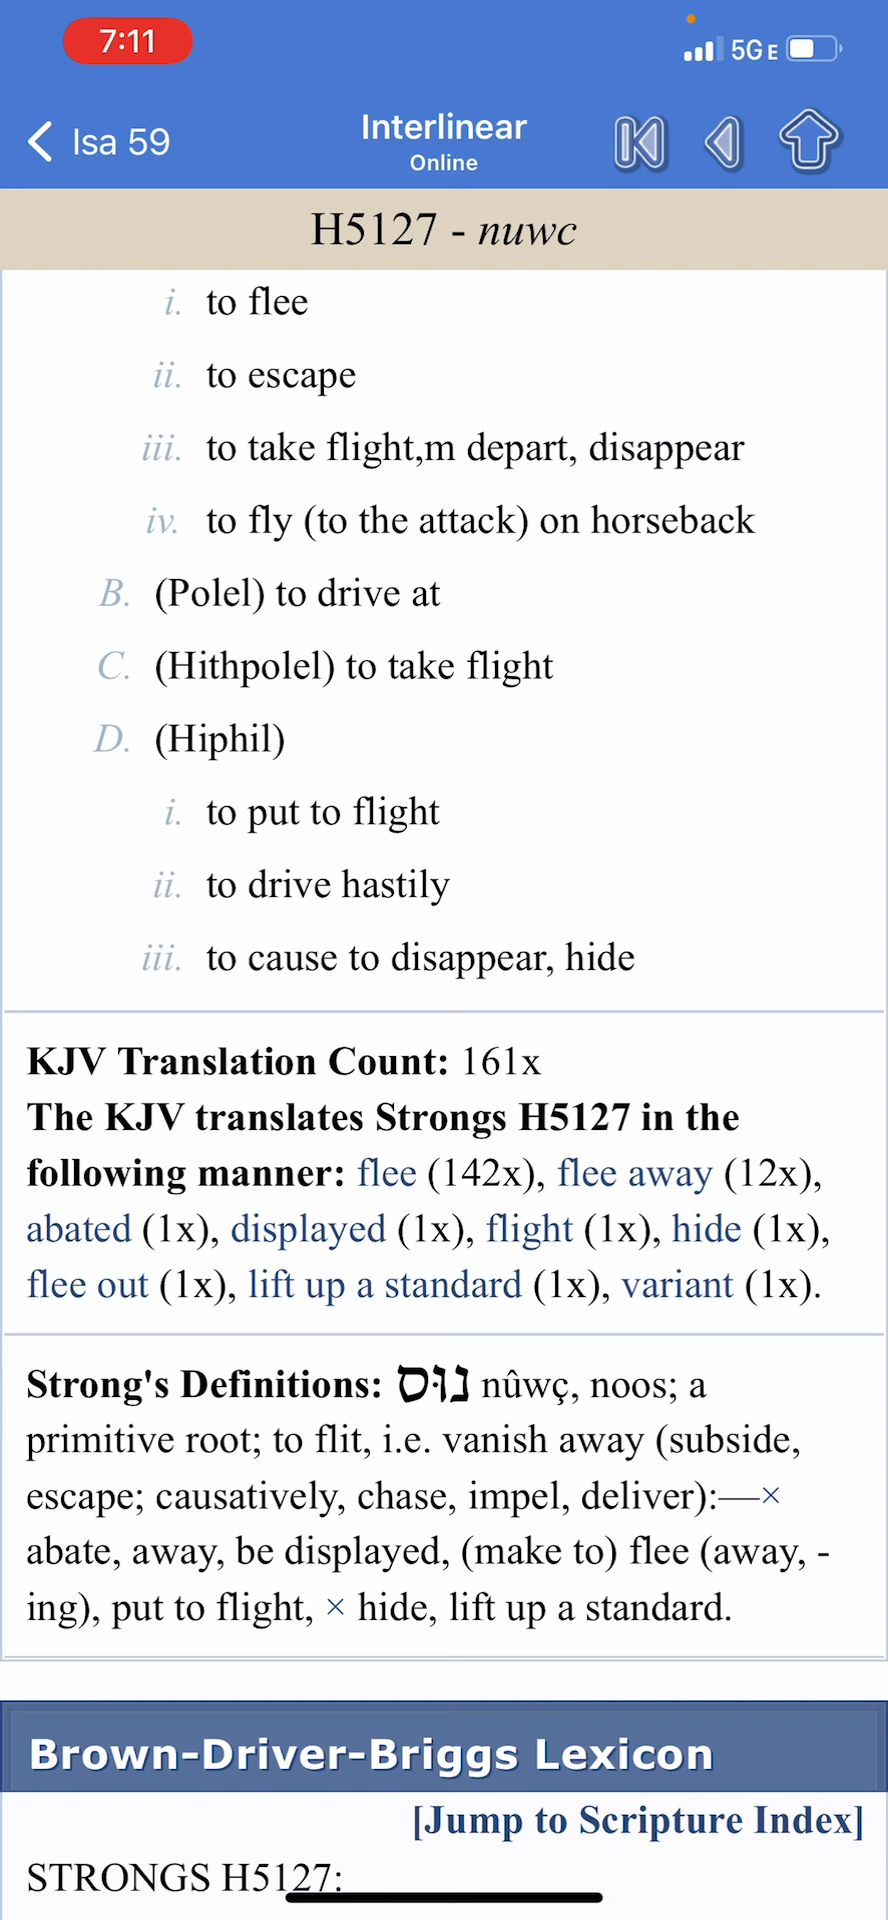 7:11
5G E
Isa 59
Interlinear
Online
H5127 - nuwc
i. to flee
ii. to escape
iii. to take flight,m depart, disappear
iv. to fly (to the attack) on horseback
B. (Polel) to drive at
C. (Hithpolel) to take flight
D. (Hiphil)
i. to put to flight
ii. to drive hastily
iii. to cause to disappear, hide
KJV Translation Count: 161x
The KJV translates Strongs H5127 in the
following manner: flee (142x), flee away (12x),
abated (1x), displayed (1x), flight (1x), hide (1x),
flee out (1x), lift up a standard (1x), variant (1x).
Strong's Definitions: נוּס nûwç, noos; a
primitive root; to flit, i.e. vanish away (subside,
escape; causatively, chase, impel, deliver):—×
abate, away, be displayed, (make to) flee (away, -
ing), put to flight, × hide, lift up a standard.
Brown-Driver-Briggs Lexicon
[Jump to Scripture Index]
STRONGS H5127: